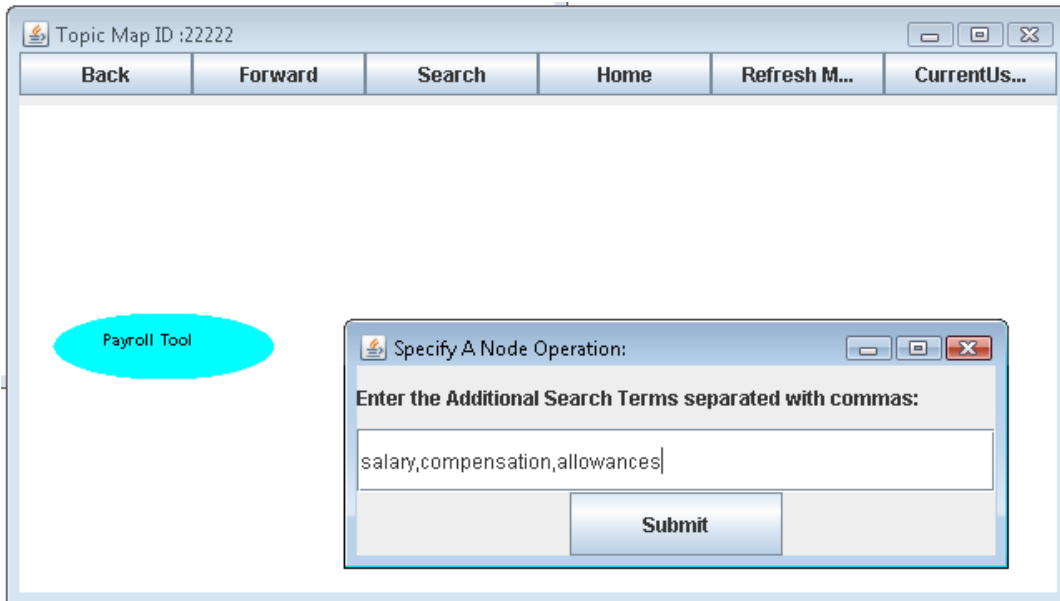 Topic Map ID :22222
Back Forward Search Home Refresh M... CurrentUs...
Payroll Tool
Specify A Node Operation:
Enter the Additional Search Terms separated with commas:
salary,compensation,allowances
Submit